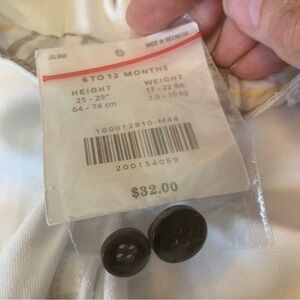 MADE IN INDONESIA
6 TO 12 MONTHS
HEIGHT WEIGHT
25 - 29" 17 - 22 lbs
64 - 74 cm 7.5 - 10 kg
100012810-M48
200154059
$32.00